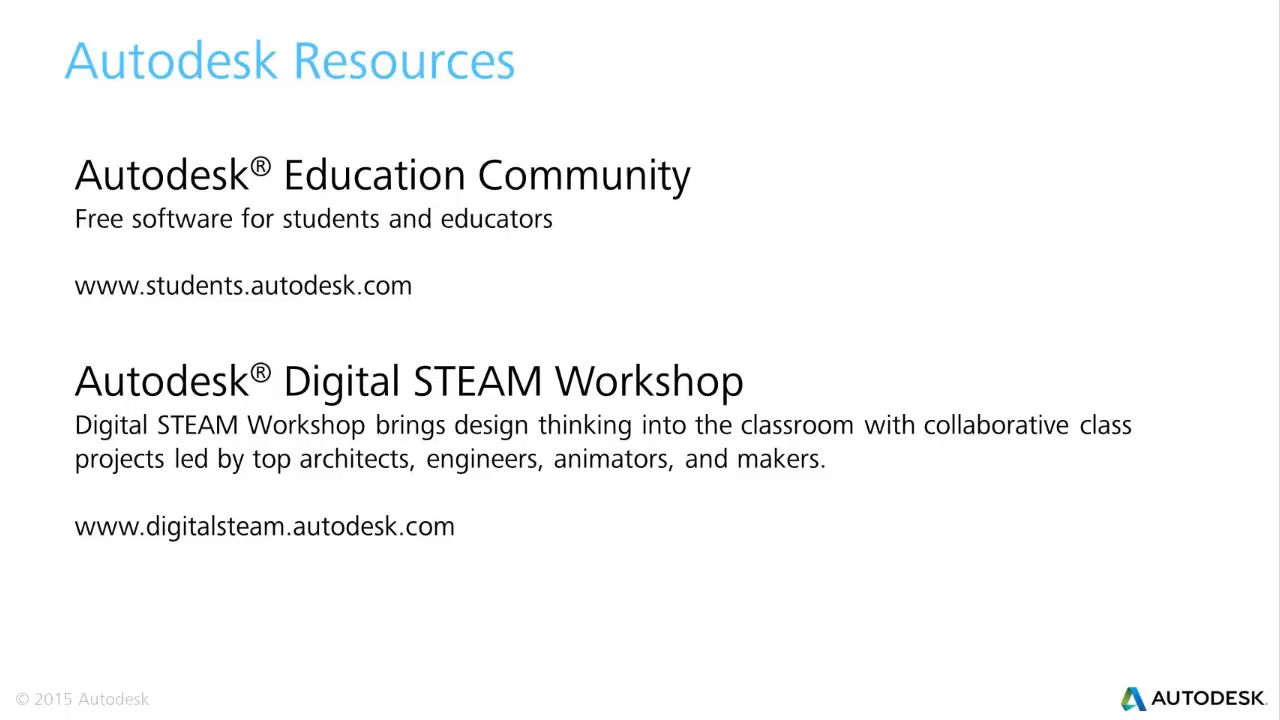 Autodesk Resources
Autodesk® Education Community
Free software for students and educators
www.students.autodesk.com
Autodesk® Digital STEAM Workshop
Digital STEAM Workshop brings design thinking into the classroom with collaborative class
projects led by top architects, engineers, animators, and makers.
www.digitalsteam.autodesk.com
© 2015 Autodesk
AUTODESK.